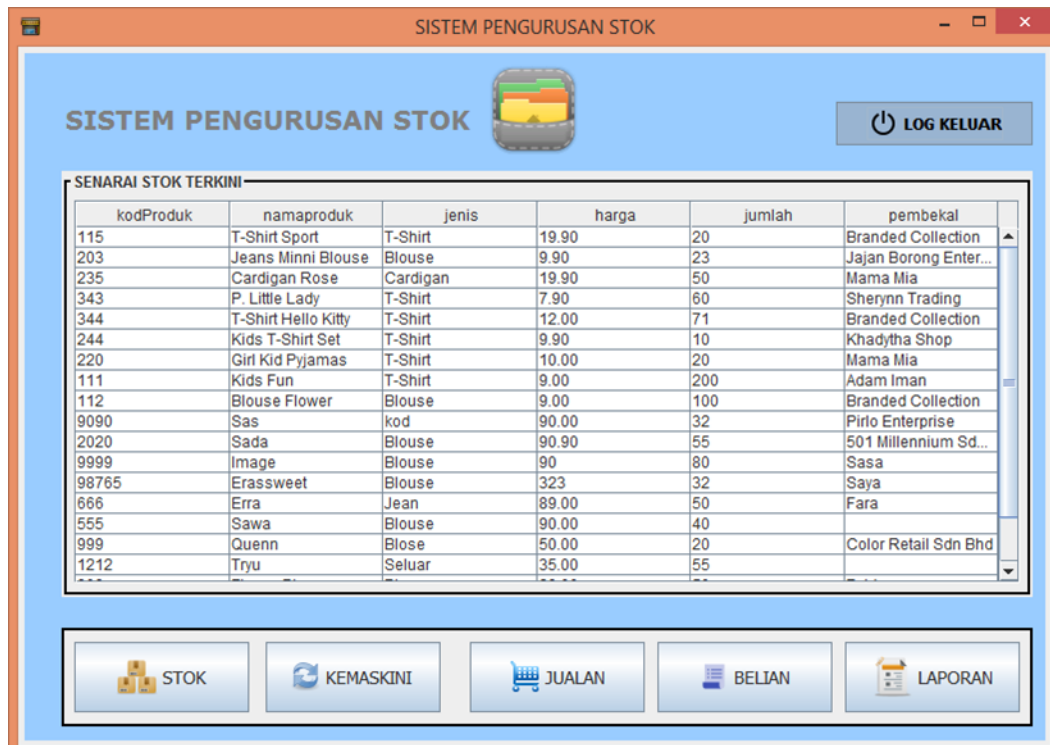 SISTEM PENGURUSAN STOK
SISTEM PENGURUSAN STOK
LOG KELUAR
SENARAI STOK TERKINI
kodProduk namaproduk jenis harga jumlah pembekal
115 T-Shirt Sport T-Shirt 19.90 20 Branded Collection
203 Jeans Minni Blouse Blouse 9.90 23 Jajan Borong Enter...
235 Cardigan Rose Cardigan 19.90 50 Mama Mia
343 P. Little Lady T-Shirt 7.90 60 Sherynn Trading
344 T-Shirt Hello Kitty T-Shirt 12.00 71 Branded Collection
244 Kids T-Shirt Set T-Shirt 9.90 10 Khadytha Shop
220 Girl Kid Pyjamas T-Shirt 10.00 20 Mama Mia
111 Kids Fun T-Shirt 9.00 200 Adam Iman
112 Blouse Flower Blouse 9.00 100 Branded Collection
9090 Sas kod 90.00 32 Pirlo Enterprise
2020 Sada Blouse 90.90 55 501 Millennium Sd...
9999 Image Blouse 90 80 Sasa
98765 Erassweet Blouse 323 32 Saya
666 Erra Jean 89.00 50 Fara
555 Sawa Blouse 90.00 40
999 Quenn Blose 50.00 20 Color Retail Sdn Bhd
1212 Tryu Seluar 35.00 55
STOK KEMASKINI JUALAN BELIAN LAPORAN